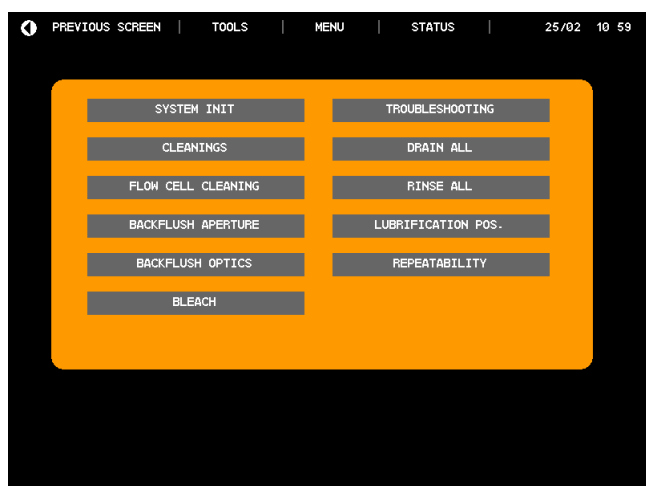 PREVIOUS SCREEN | TOOLS | MENU | STATUS | 25/02 10 59
SYSTEM INIT
TROUBLESHOOTING
CLEANINGS
DRAIN ALL
FLOW CELL CLEANING
RINSE ALL
BACKFLUSH APERTURE
LUBRIFICATION POS.
BACKFLUSH OPTICS
REPEATABILITY
BLEACH